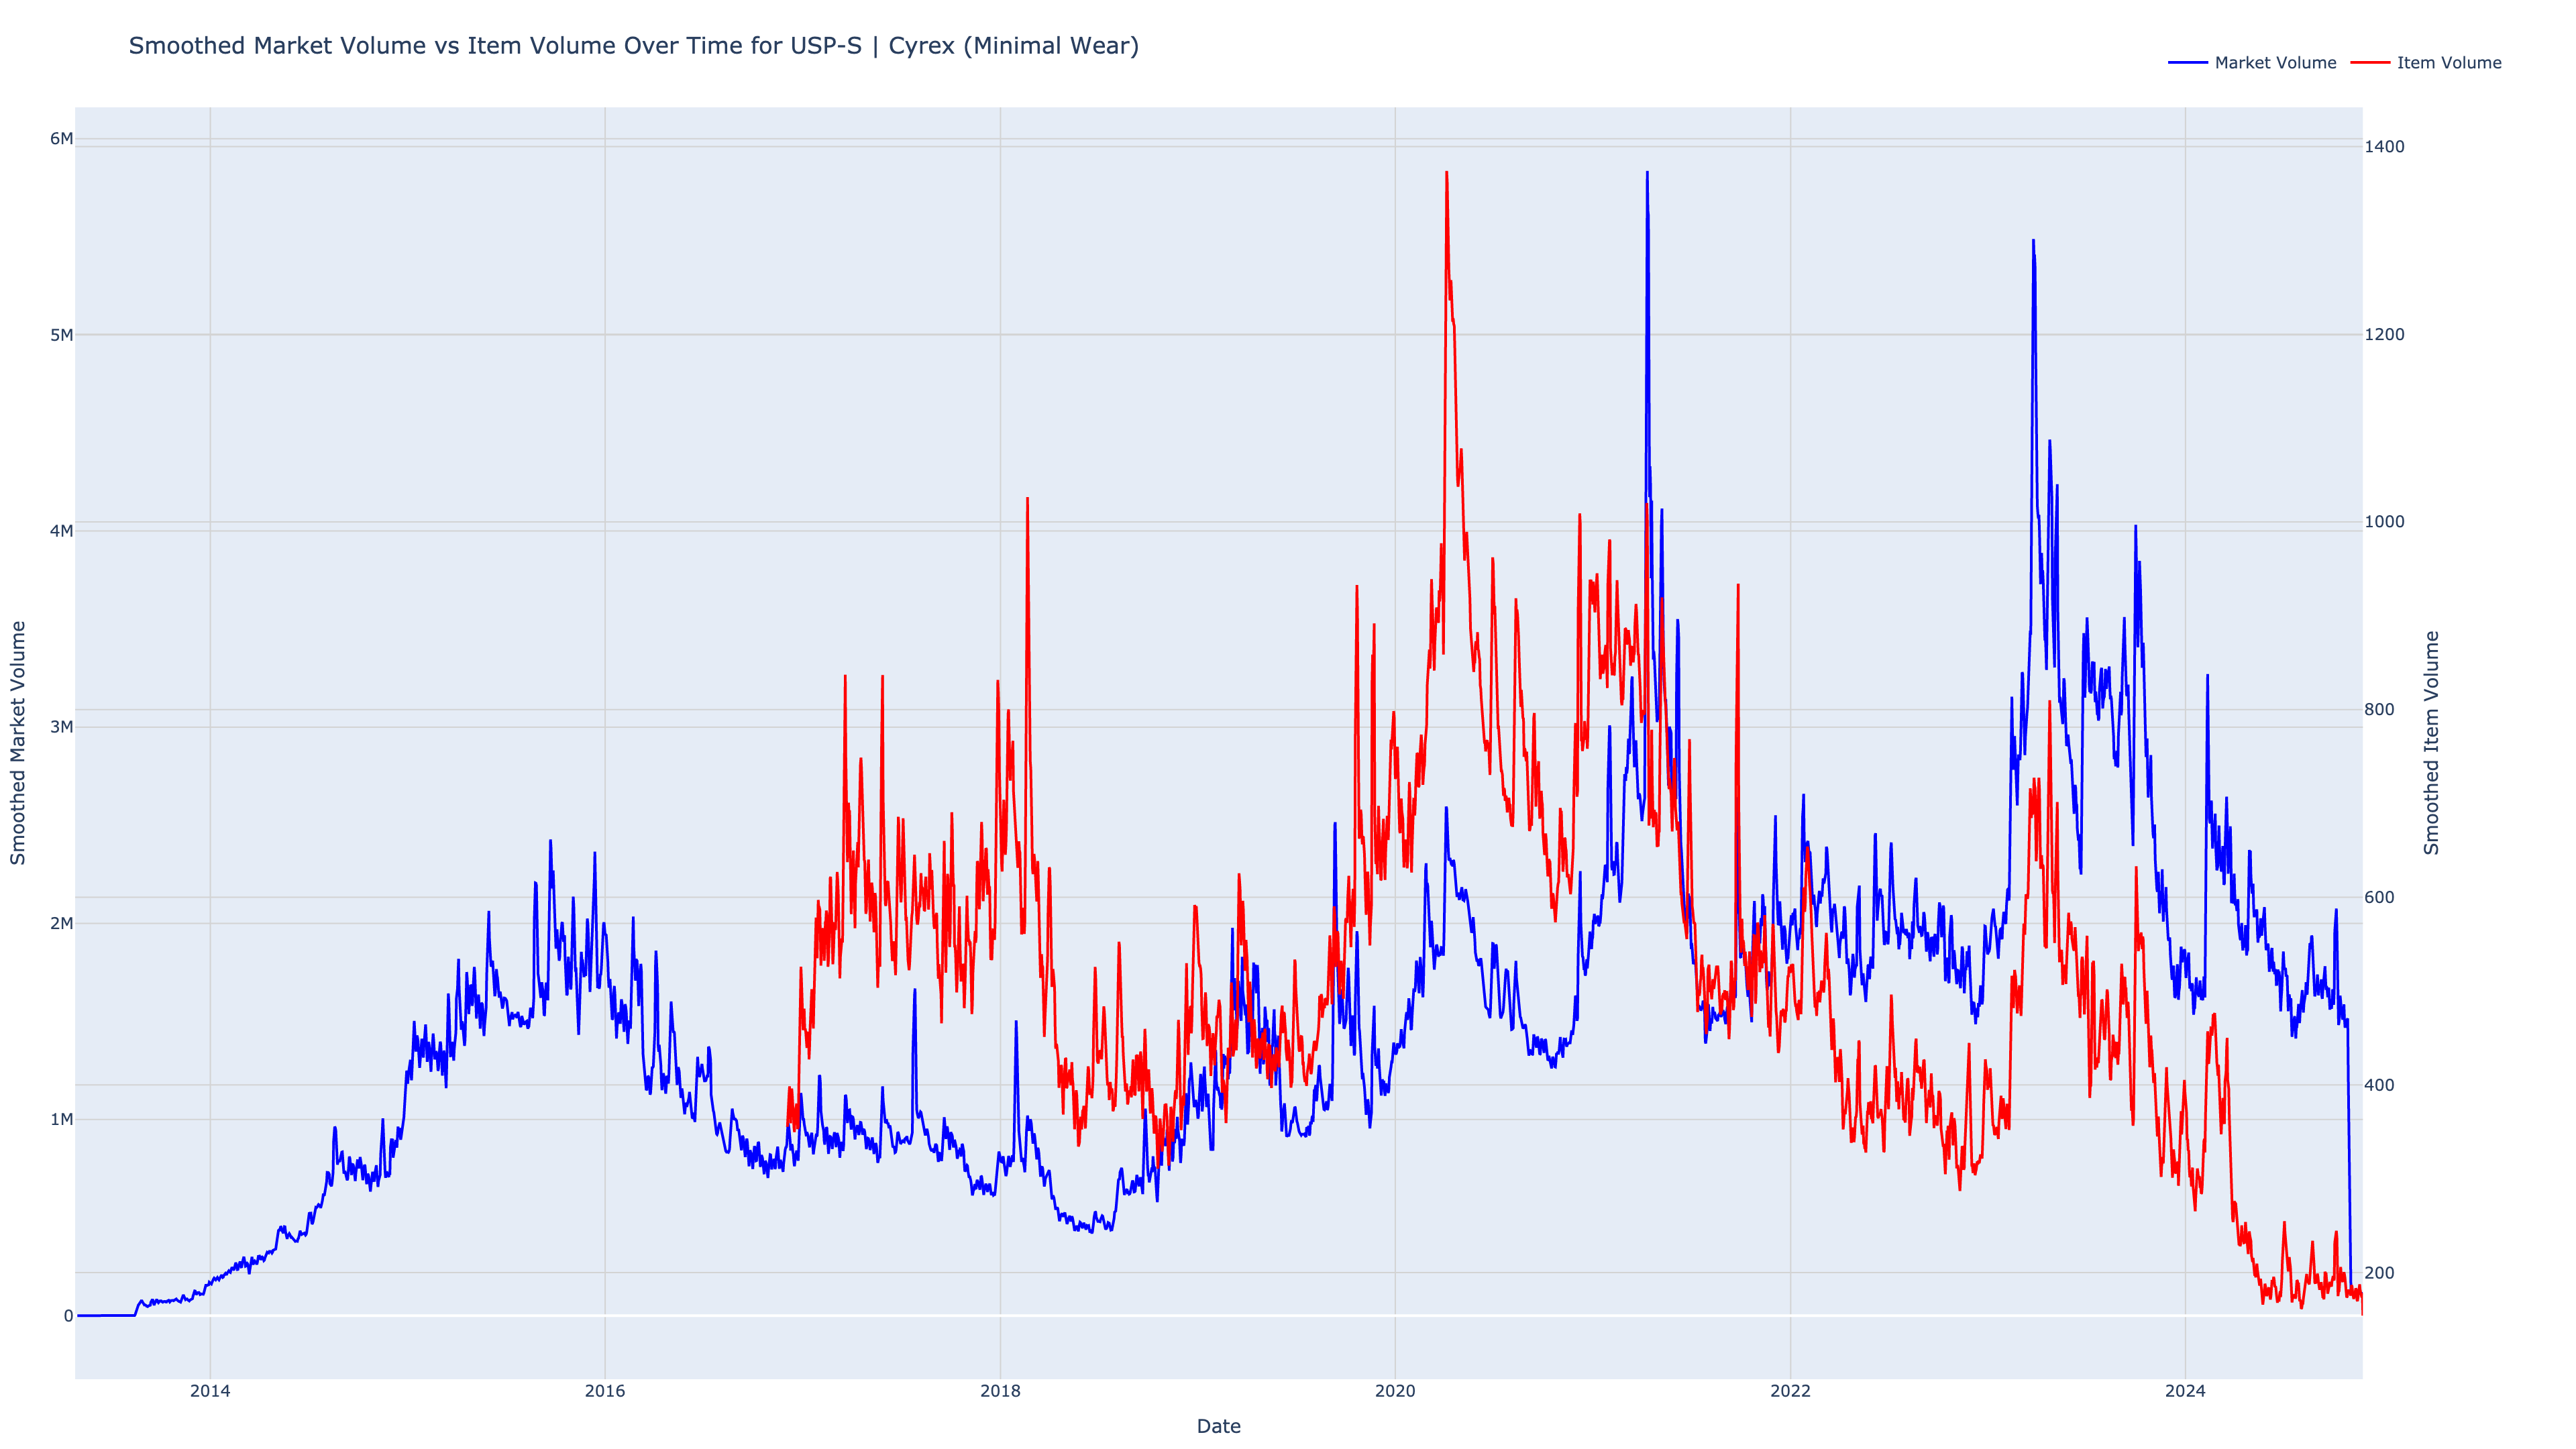 Smoothed Market Volume vs Item Volume Over Time for USP-S | Cyrex (Minimal Wear)
Market Volume
Item Volume
6M
5M
4M
3M
2M
1M
0
Smoothed Market Volume
1400
1200
1000
800
600
400
200
Smoothed Item Volume
2014
2016
2018
2020
2022
2024
Date